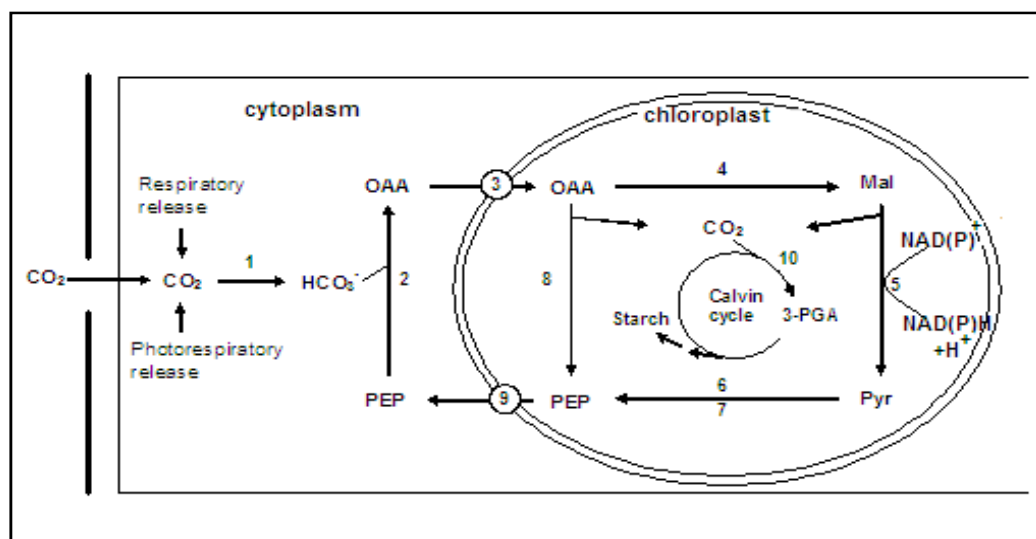 cytoplasm
chloroplast
Respiratory
release
OAA
3
OAA
4
Mal
CO₂
CO₂
1
HCO₃⁻
2
8
CO₂
10
NAD(P)⁺
5
Calvin
cycle
3-PGA
Starch
NAD(P)H
+H⁺
Photorespiratory
release
PEP
9
PEP
6
7
Pyr